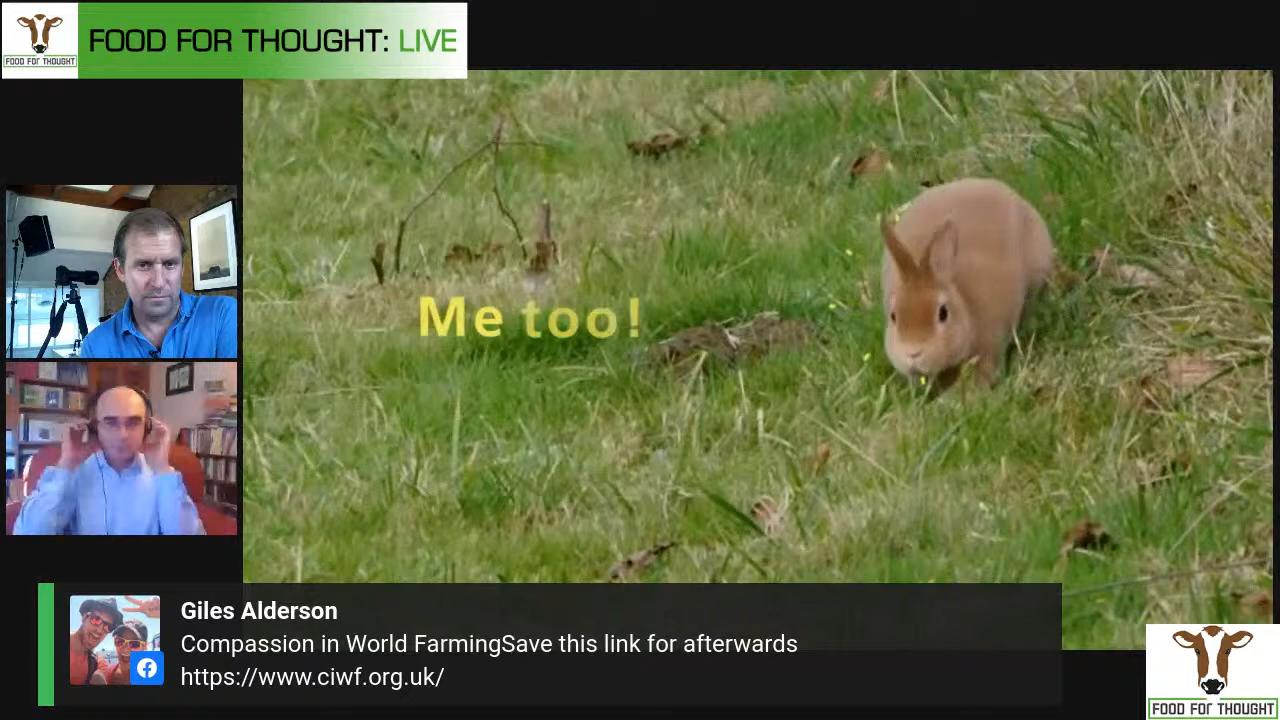 FOOD FOR THOUGHT
FOOD FOR THOUGHT: LIVE
Me too!
Giles Alderson
Compassion in World FarmingSave this link for afterwards
https://www.ciwf.org.uk/
FOOD FOR THOUGHT